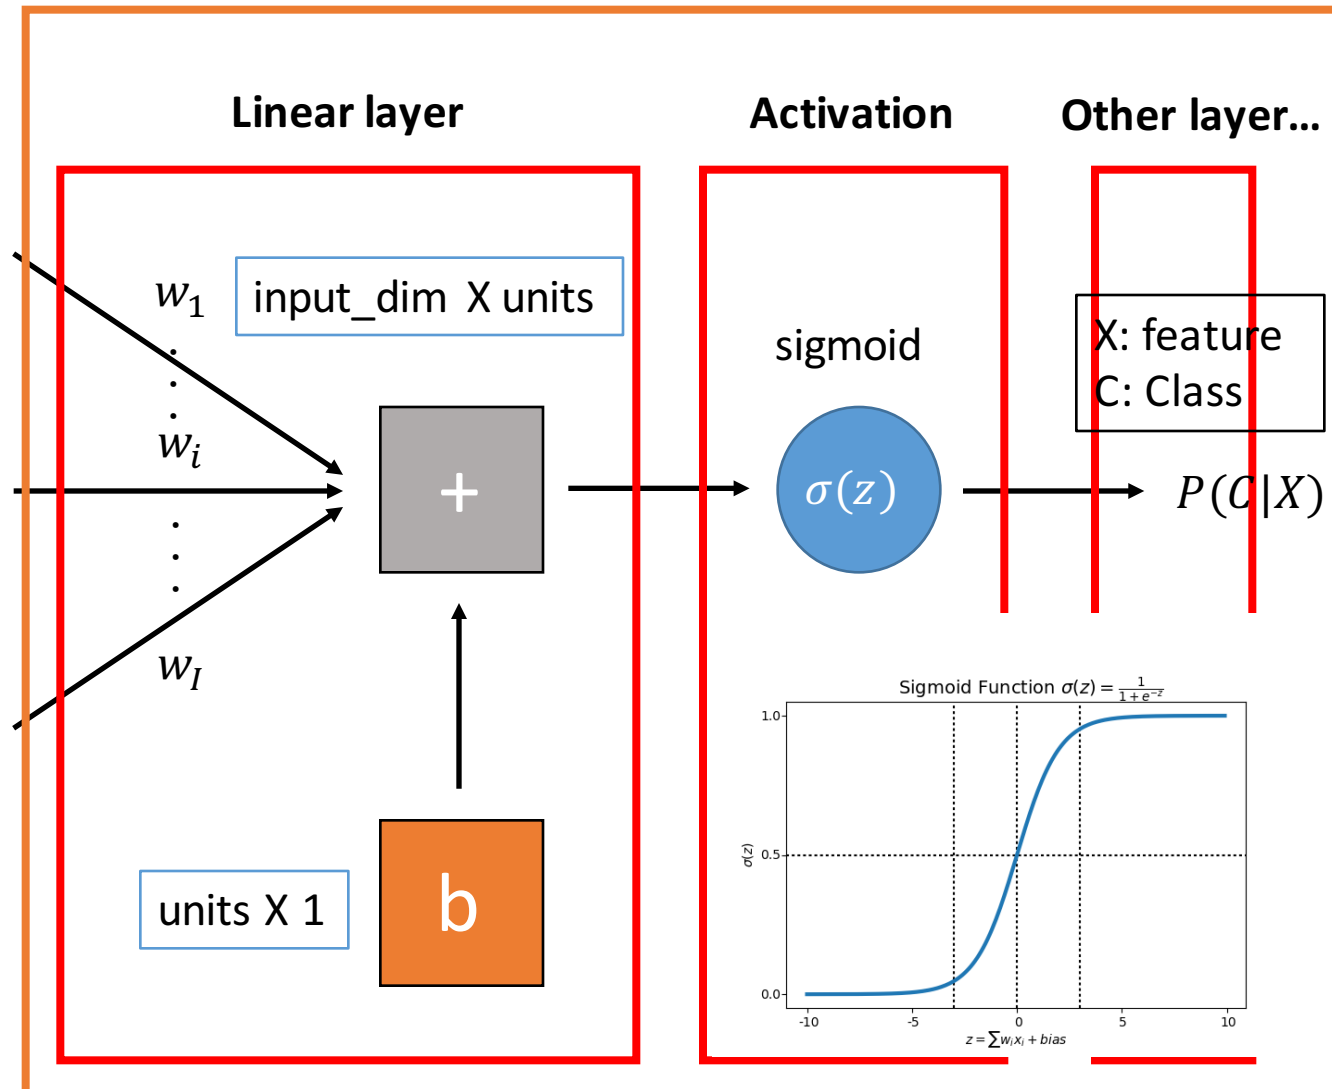 Linear layer
Activation
Other layer…
w₁
input_dim X units
.
.
.
wᵢ
.
.
.
w_I
+
units X 1
b
sigmoid
σ(z)
X: feature
C: Class
P(C|X)
Sigmoid Function σ(z) = 1/(1+e^{-z})
1.0
σ(z)
0.5
0.0
-10 -5 0 5 10
z = ∑wᵢxᵢ + bias